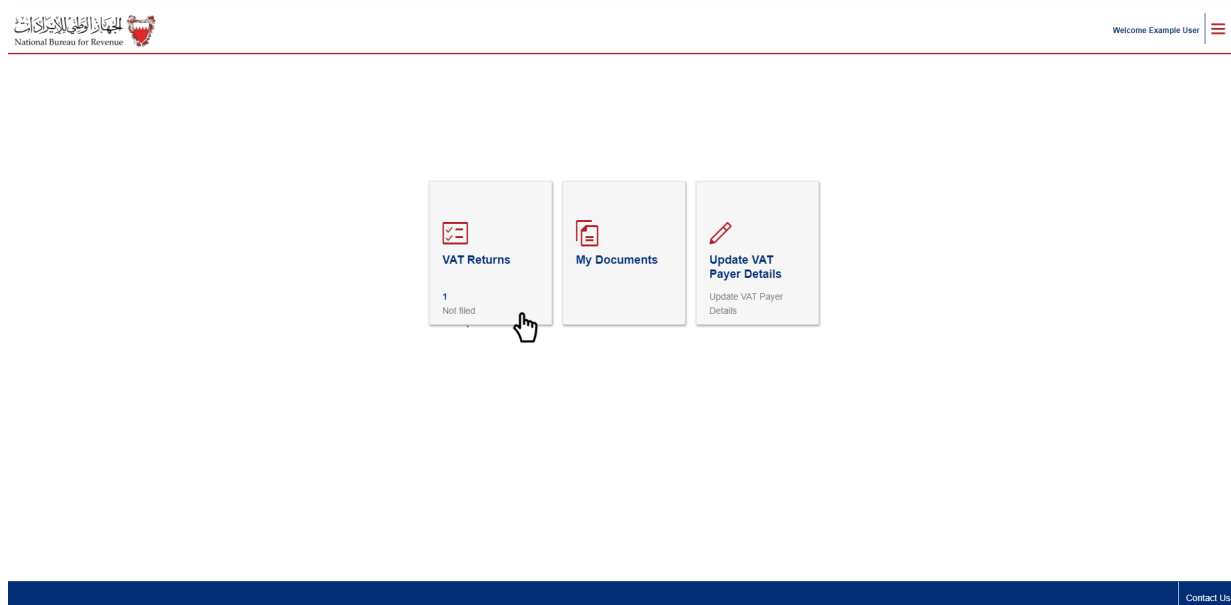 الجهاز الوطني للإيرادات
National Bureau for Revenue
Welcome Example User
VAT Returns
1
Not filed
My Documents
Update VAT
Payer Details
Update VAT Payer
Details
Contact Us